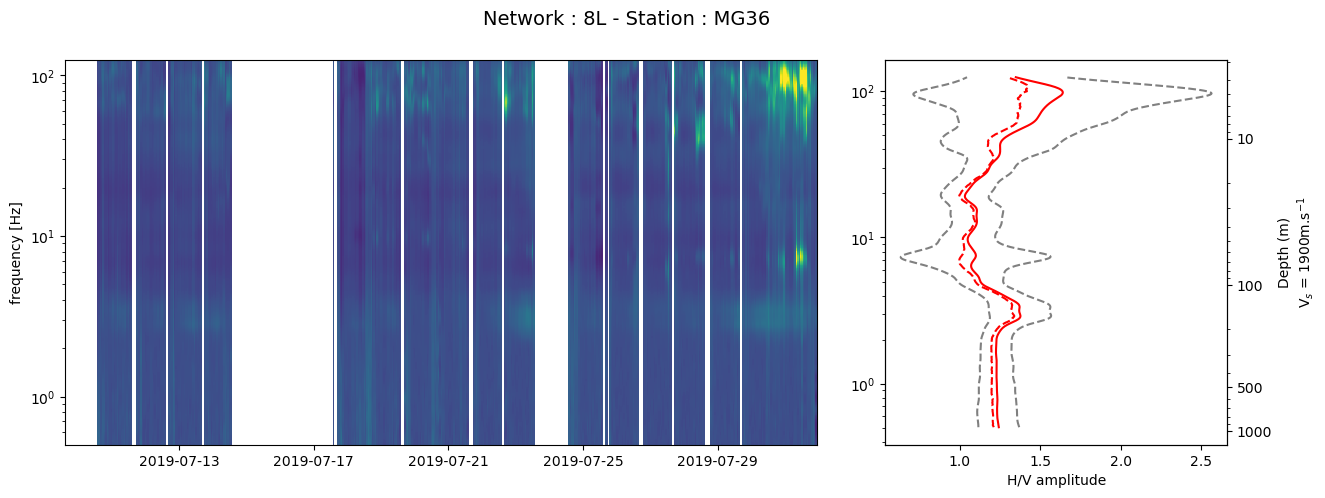 Network : 8L - Station : MG36
frequency [Hz]
10²
10¹
10⁰
2019-07-13 2019-07-17 2019-07-21 2019-07-25 2019-07-29
10²
10¹
10⁰
1.0 1.5 2.0 2.5
H/V amplitude
10
100
500
1000
Depth (m)
Vₛ = 1900m.s⁻¹